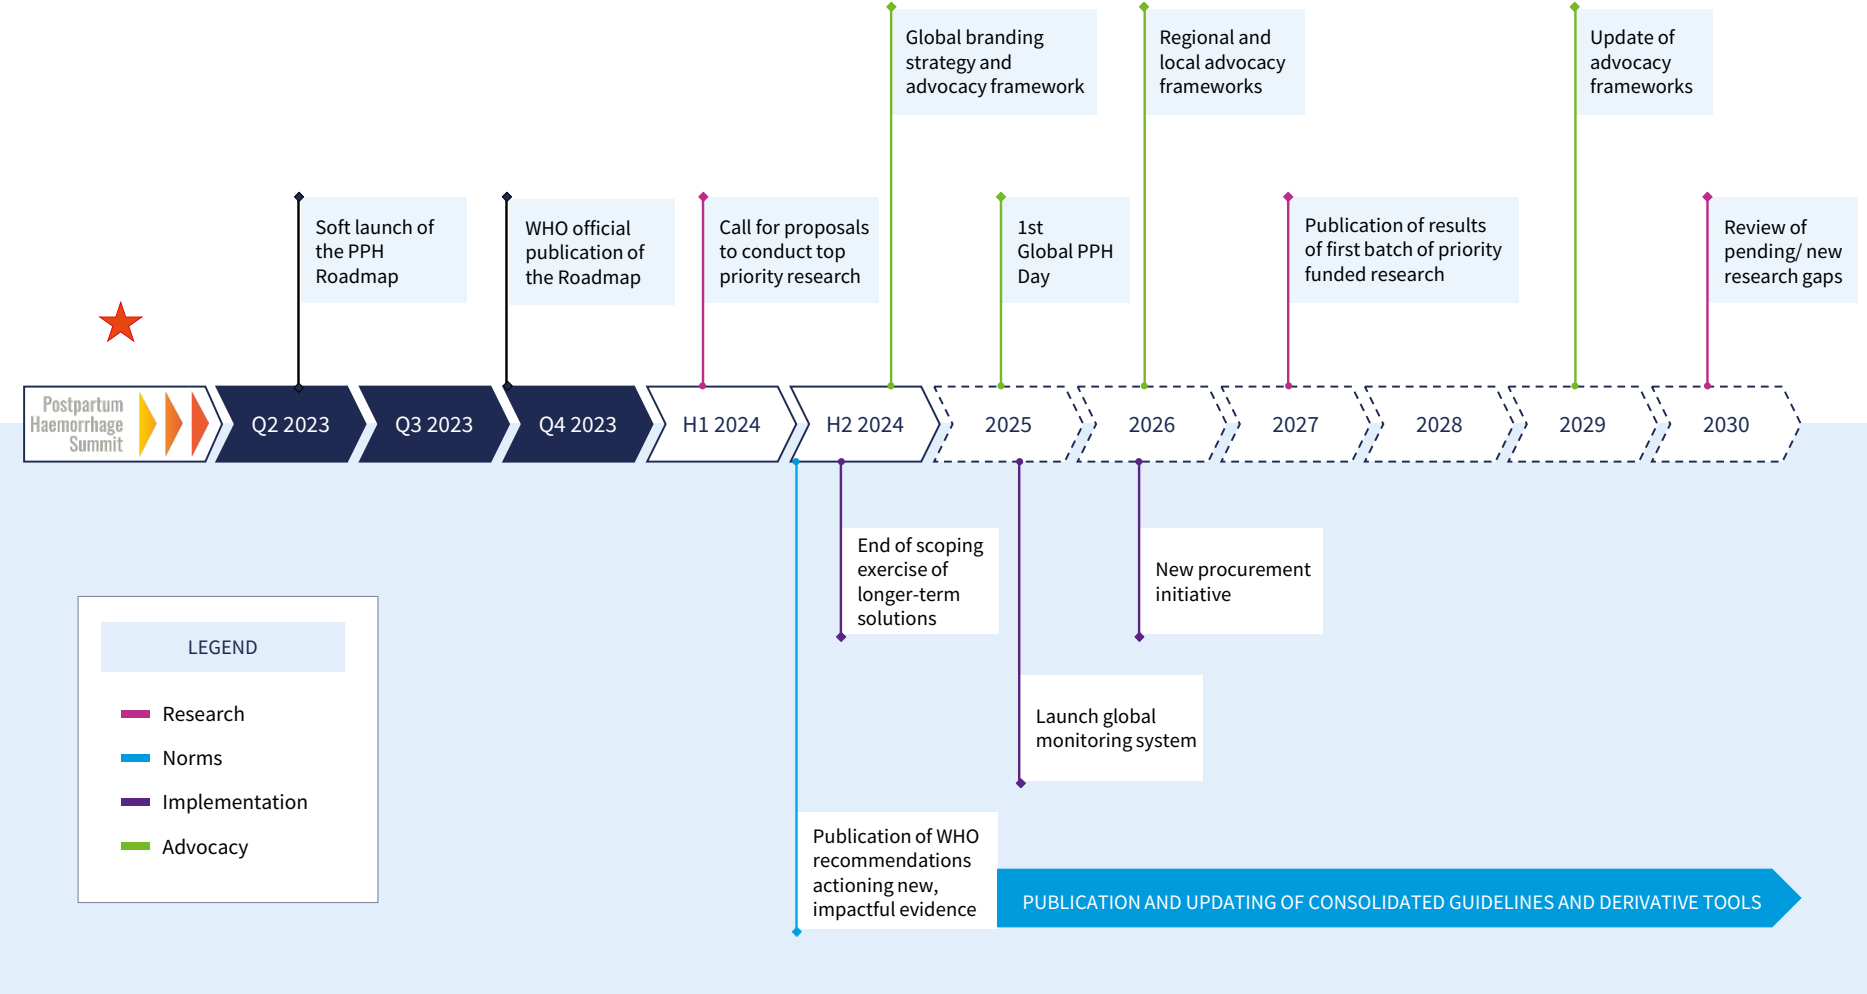 Global branding
strategy and
advocacy framework
Regional and
local advocacy
frameworks
Update of
advocacy
frameworks
Soft launch of
the PPH
Roadmap
WHO official
publication of
the Roadmap
Call for proposals
to conduct top
priority research
1st
Global PPH
Day
Publication of results
of first batch of priority
funded research
Review of
pending/ new
research gaps
Postpartum
Haemorrhage
Summit
Q2 2023
Q3 2023
Q4 2023
H1 2024
H2 2024
2025
2026
2027
2028
2029
2030
End of scoping
exercise of
longer-term
solutions
New procurement
initiative
Launch global
monitoring system
Publication of WHO
recommendations
actioning new,
impactful evidence
PUBLICATION AND UPDATING OF CONSOLIDATED GUIDELINES AND DERIVATIVE TOOLS
LEGEND
Research
Norms
Implementation
Advocacy